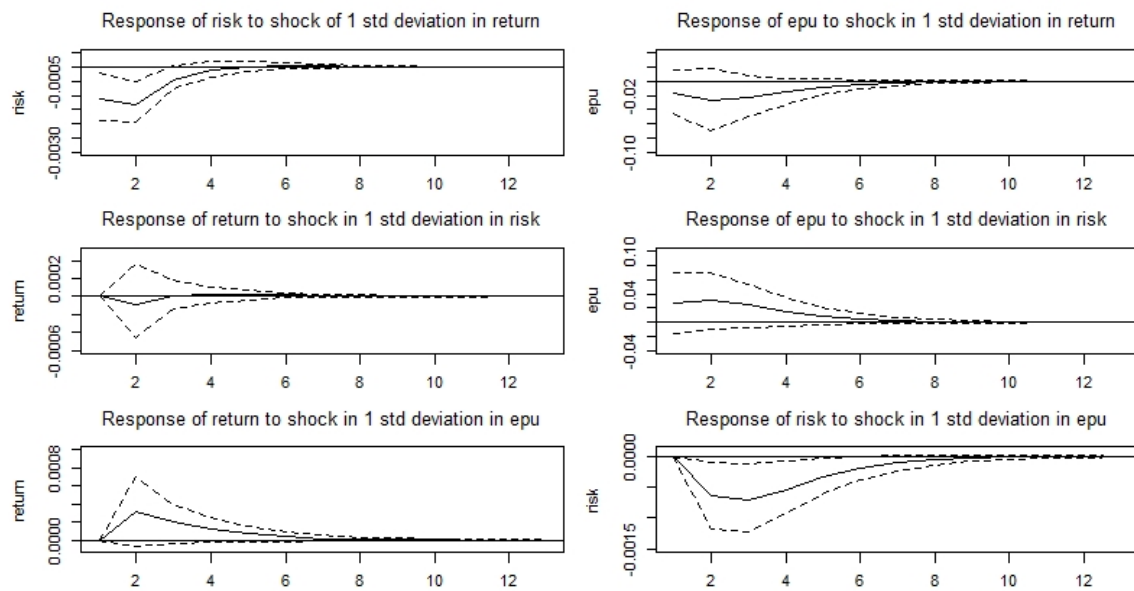 Response of risk to shock of 1 std deviation in return
risk
-0.0005
-0.0030
2 4 6 8 10 12
Response of epu to shock in 1 std deviation in return
epu
-0.02
-0.10
2 4 6 8 10 12
Response of return to shock in 1 std deviation in risk
return
0.0002
-0.0006
2 4 6 8 10 12
Response of epu to shock in 1 std deviation in risk
epu
0.10
0.04
-0.04
2 4 6 8 10 12
Response of return to shock in 1 std deviation in epu
return
0.0008
0.0000
2 4 6 8 10 12
Response of risk to shock in 1 std deviation in epu
risk
0.0000
-0.0015
2 4 6 8 10 12